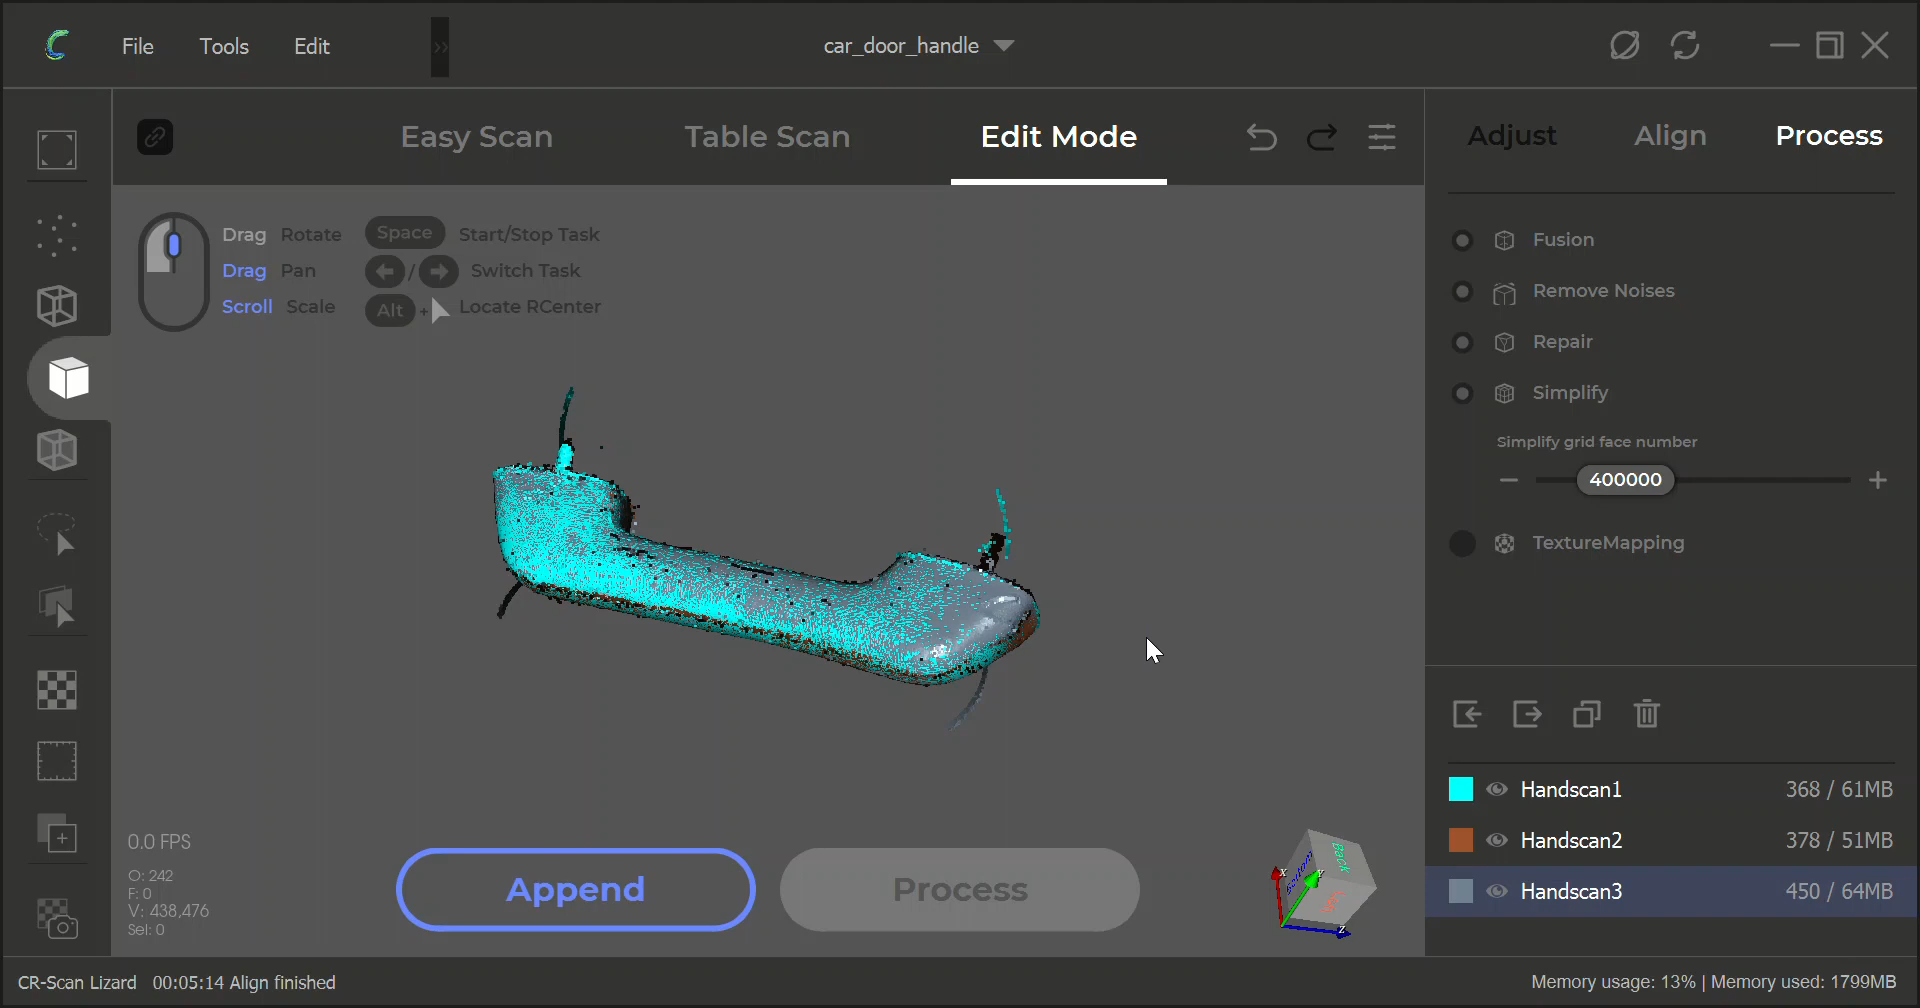 File Tools Edit
car_door_handle
Easy Scan Table Scan Edit Mode
Adjust Align Process
Drag Rotate Space Start/Stop Task
Drag Pan / Switch Task
Scroll Scale Alt + Locate RCenter
Fusion
Remove Noises
Repair
Simplify
Simplify grid face number
− 400000 +
TextureMapping
Handscan1 368 / 61MB
Handscan2 378 / 51MB
Handscan3 450 / 64MB
0.0 FPS
O: 242
F: 0
V: 438,476
Sel: 0
Append
Process
Back
Bottom
X
Y
Z
CR-Scan Lizard 00:05:14 Align finished
Memory usage: 13% | Memory used: 1799MB